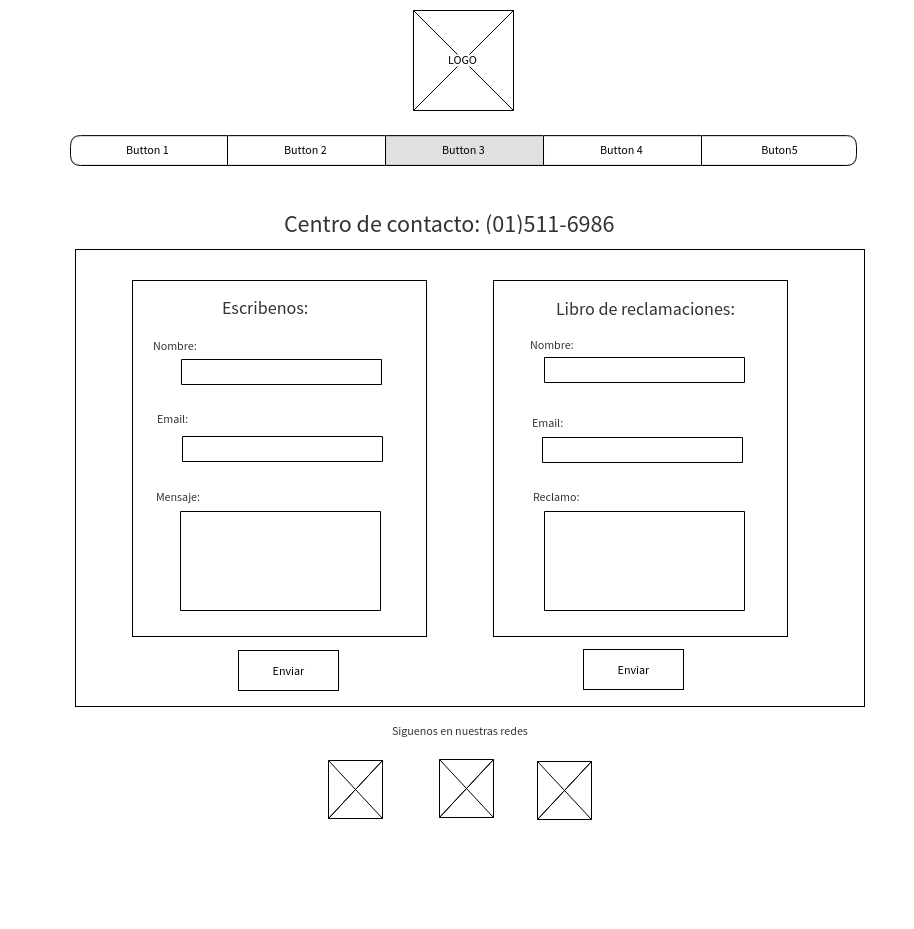 LOGO
Button 1
Button 2
Button 3
Button 4
Buton5
Centro de contacto: (01)511-6986
Escribenos:
Nombre:
Email:
Mensaje:
Enviar
Libro de reclamaciones:
Nombre:
Email:
Reclamo:
Enviar
Siguenos en nuestras redes